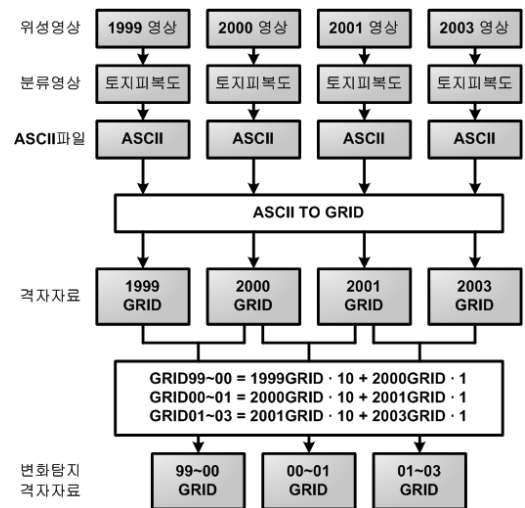 위성영상 1999 영상 2000 영상 2001 영상 2003 영상
분류영상 토지피복도 토지피복도 토지피복도 토지피복도
ASCII파일 ASCII ASCII ASCII ASCII
ASCII TO GRID
격자자료
1999
GRID
2000
GRID
2001
GRID
2003
GRID
GRID99~00 = 1999GRID · 10 + 2000GRID · 1
GRID00~01 = 2000GRID · 10 + 2001GRID · 1
GRID01~03 = 2001GRID · 10 + 2003GRID · 1
변화탐지
격자자료
99~00
GRID
00~01
GRID
01~03
GRID